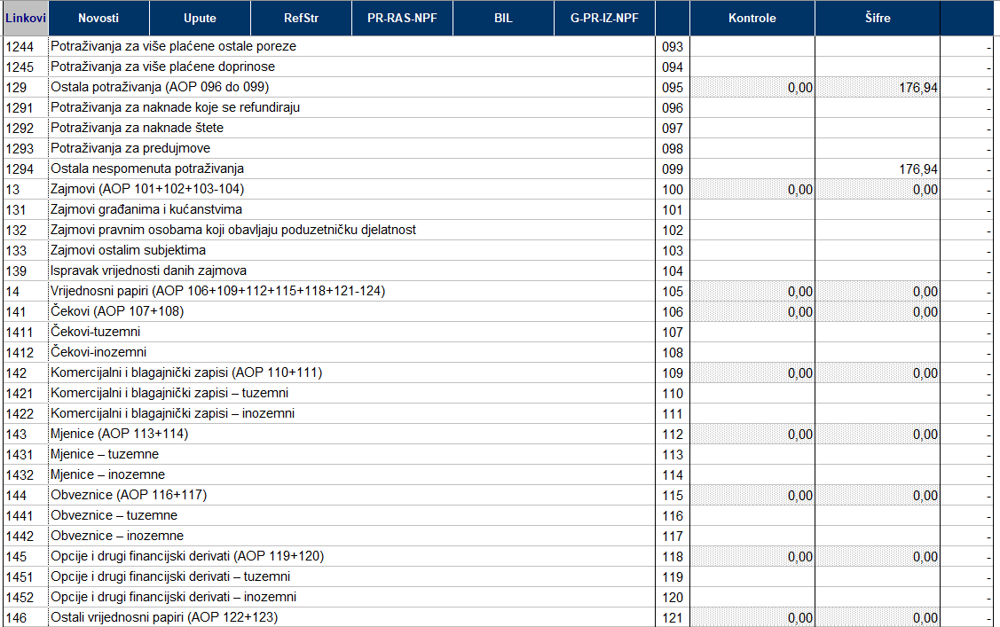 Linkovi Novosti Upute RefStr PR-RAS-NPF BIL G-PR-IZ-NPF Kontrole Šifre
1244 Potraživanja za više plaćene ostale poreze 093 -
1245 Potraživanja za više plaćene doprinose 094 -
129 Ostala potraživanja (AOP 096 do 099) 095 0,00 176,94 -
1291 Potraživanja za naknade koje se refundiraju 096 -
1292 Potraživanja za naknade štete 097 -
1293 Potraživanja za predujmove 098 -
1294 Ostala nespomenuta potraživanja 099 176,94 -
13 Zajmovi (AOP 101+102+103-104) 100 0,00 0,00 -
131 Zajmovi građanima i kućanstvima 101 -
132 Zajmovi pravnim osobama koji obavljaju poduzetničku djelatnost 102 -
133 Zajmovi ostalim subjektima 103 -
139 Ispravak vrijednosti danih zajmova 104 -
14 Vrijednosni papiri (AOP 106+109+112+115+118+121-124) 105 0,00 0,00 -
141 Čekovi (AOP 107+108) 106 0,00 0,00 -
1411 Čekovi-tuzemni 107 -
1412 Čekovi-inozemni 108 -
142 Komercijalni i blagajnički zapisi (AOP 110+111) 109 0,00 0,00 -
1421 Komercijalni i blagajnički zapisi – tuzemni 110 -
1422 Komercijalni i blagajnički zapisi – inozemni 111 -
143 Mjenice (AOP 113+114) 112 0,00 0,00 -
1431 Mjenice – tuzemne 113 -
1432 Mjenice – inozemne 114 -
144 Obveznice (AOP 116+117) 115 0,00 0,00 -
1441 Obveznice – tuzemne 116 -
1442 Obveznice – inozemne 117 -
145 Opcije i drugi financijski derivati (AOP 119+120) 118 0,00 0,00 -
1451 Opcije i drugi financijski derivati – tuzemni 119 -
1452 Opcije i drugi financijski derivati – inozemni 120 -
146 Ostali vrijednosni papiri (AOP 122+123) 121 0,00 0,00 -